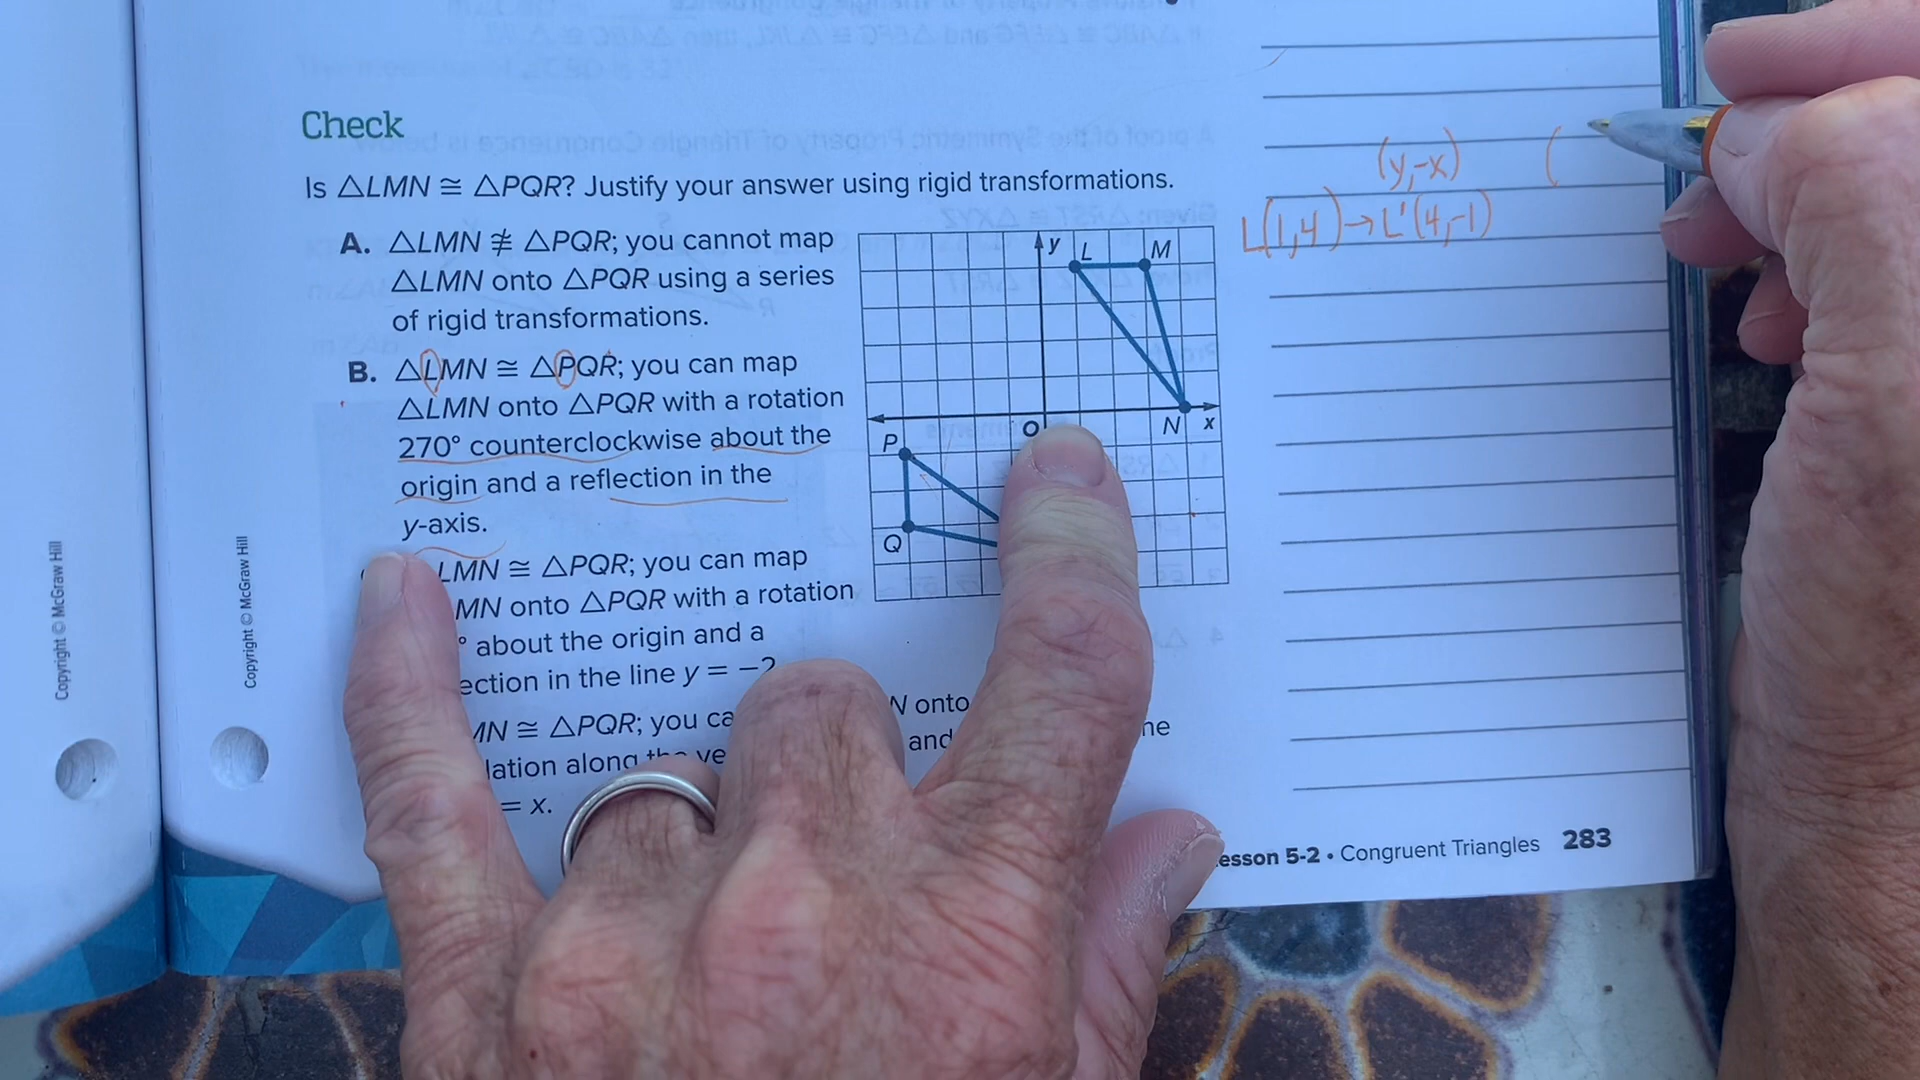 Check
Is △LMN ≅ △PQR? Justify your answer using rigid transformations.
A. △LMN ≇ △PQR; you cannot map
△LMN onto △PQR using a series
of rigid transformations.
B. △LMN ≅ △PQR; you can map
△LMN onto △PQR with a rotation
270° counterclockwise about the
origin and a reflection in the
y-axis.
LMN ≅ △PQR; you can map
MN onto △PQR with a rotation
° about the origin and a
ection in the line y = −2
MN ≅ △PQR; you ca N onto
lation along the ve and he
= x.
y L M
O N x
P
Q
(y,-x) (
L(1,4) → L'(4,-1)
esson 5-2 • Congruent Triangles 283
Copyright © McGraw Hill
Copyright © McGraw Hill